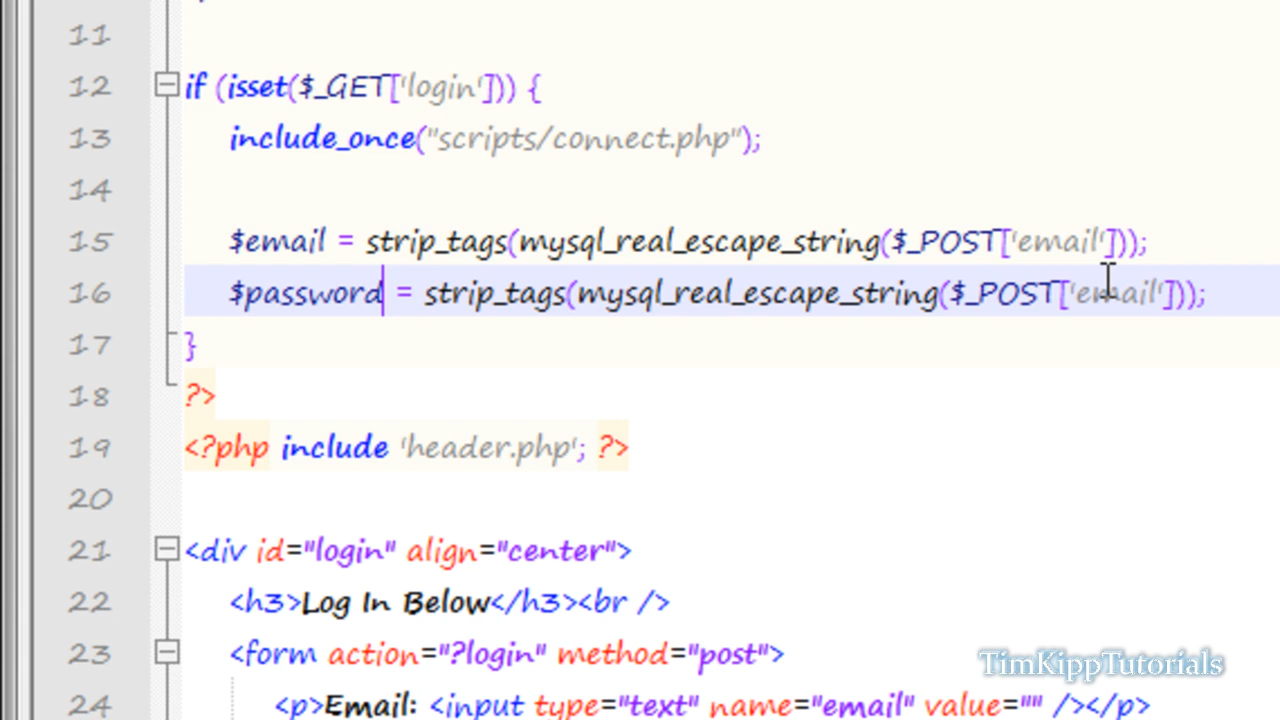 11
12 if (isset($_GET['login'])) {
13 include_once("scripts/connect.php");
14
15 $email = strip_tags(mysql_real_escape_string($_POST['email']));
16 $password = strip_tags(mysql_real_escape_string($_POST['email']));
17 }
18 ?>
19 <?php include 'header.php'; ?>
20
21 <div id="login" align="center">
22 <h3>Log In Below</h3><br />
23 <form action="?login" method="post">
24 <p>Email: <input type="text" name="email" value="" /></p>
TimKippTutorials